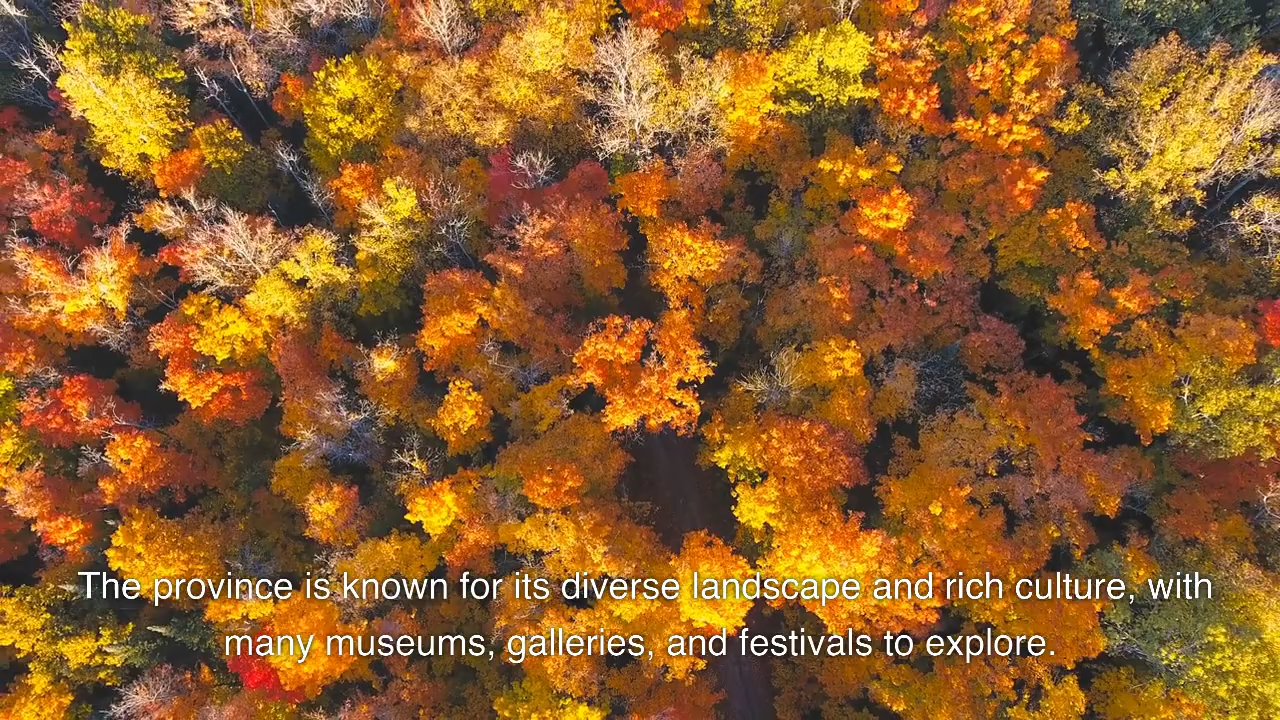 The province is known for its diverse landscape and rich culture, with
many museums, galleries, and festivals to explore.